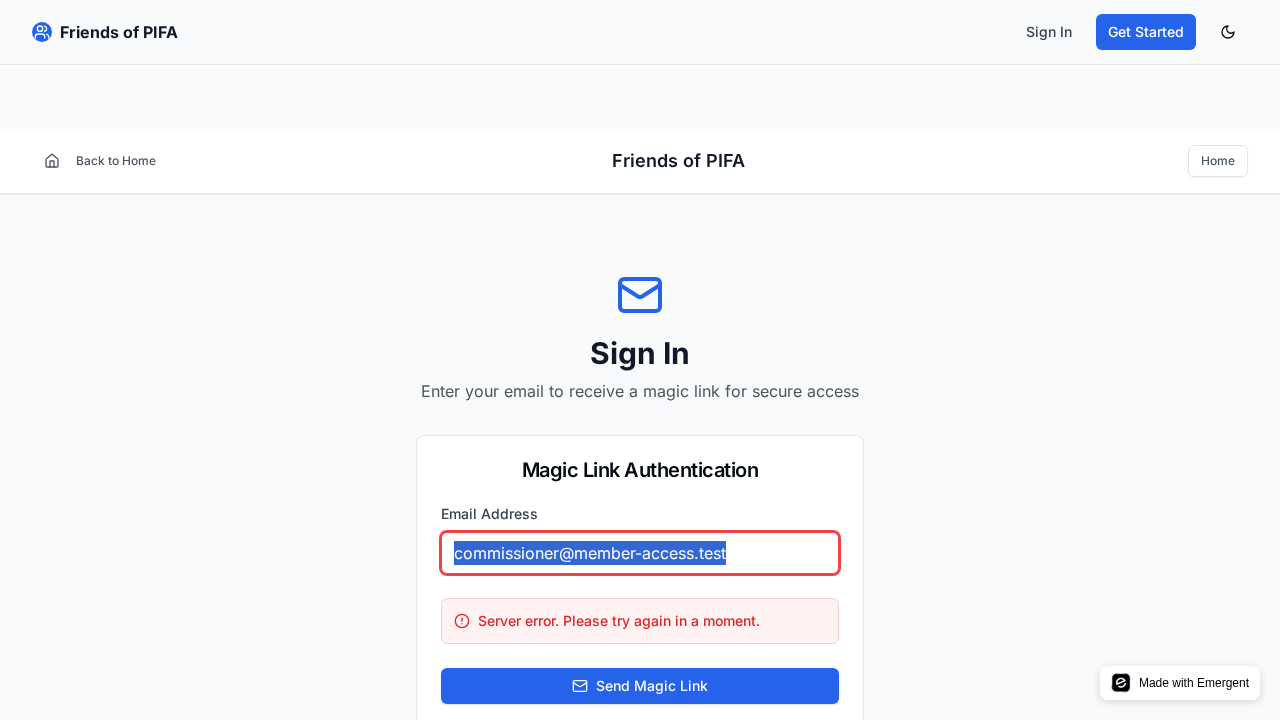 Friends of PIFA
Sign In
Get Started
Back to Home
Friends of PIFA
Home
Sign In
Enter your email to receive a magic link for secure access
Magic Link Authentication
Email Address
commissioner@member-access.test
Server error. Please try again in a moment.
Send Magic Link
Made with Emergent